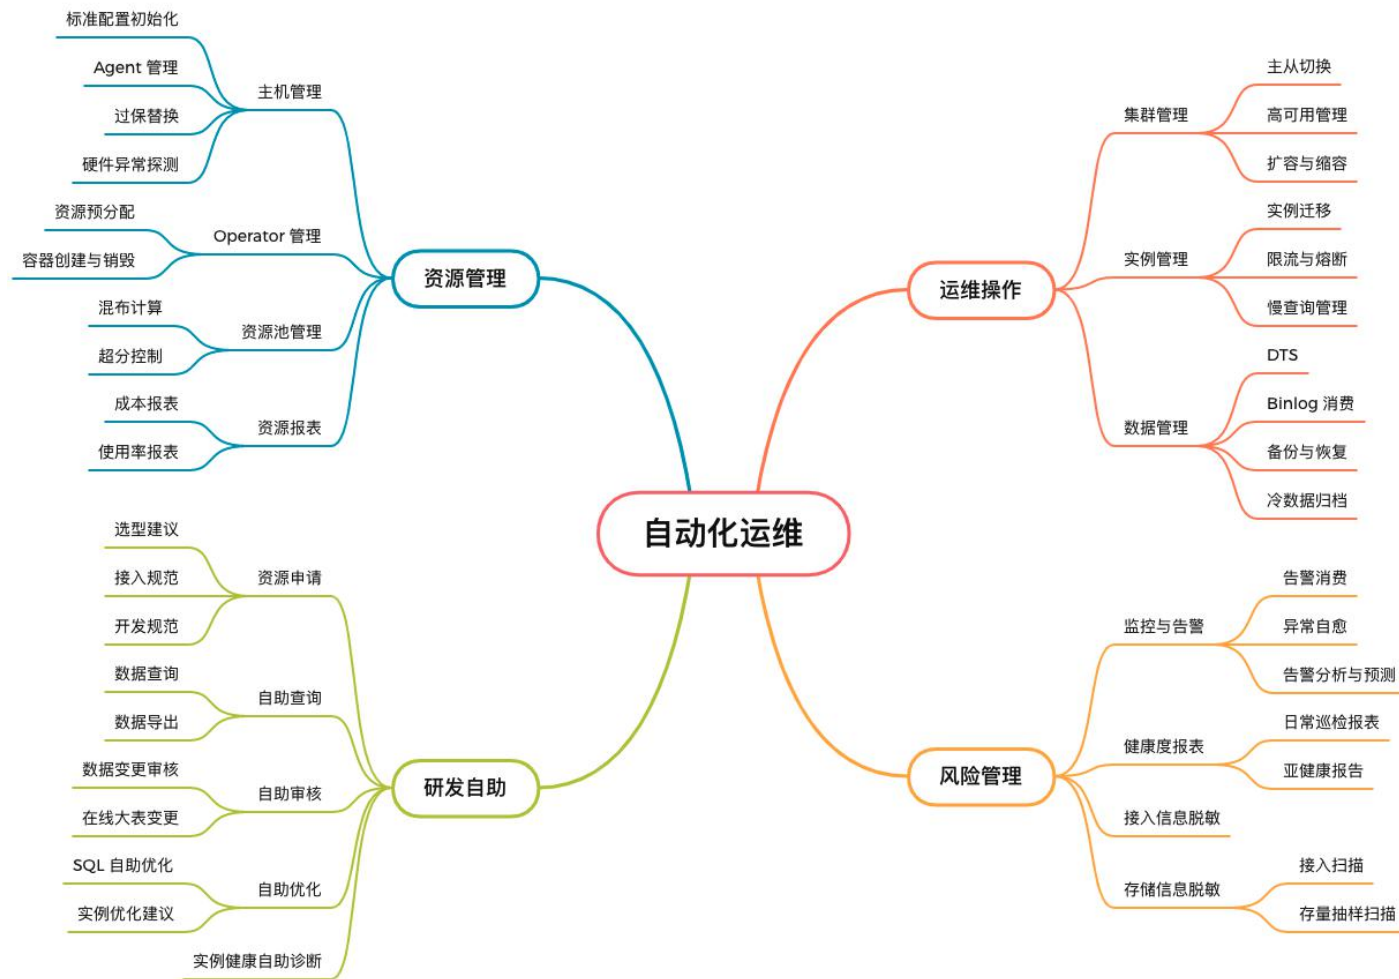 自动化运维
资源管理
主机管理
标准配置初始化
Agent 管理
过保替换
硬件异常探测
Operator 管理
资源预分配
容器创建与销毁
资源池管理
混布计算
超分控制
资源报表
成本报表
使用率报表
研发自助
资源申请
选型建议
接入规范
开发规范
自助查询
数据查询
数据导出
自助审核
数据变更审核
在线大表变更
自助优化
SQL 自助优化
实例优化建议
实例健康自助诊断
运维操作
集群管理
主从切换
高可用管理
扩容与缩容
实例管理
实例迁移
限流与熔断
慢查询管理
数据管理
DTS
Binlog 消费
备份与恢复
冷数据归档
风险管理
监控与告警
告警消费
异常自愈
告警分析与预测
健康度报表
日常巡检报表
亚健康报告
接入信息脱敏
存储信息脱敏
接入扫描
存量抽样扫描